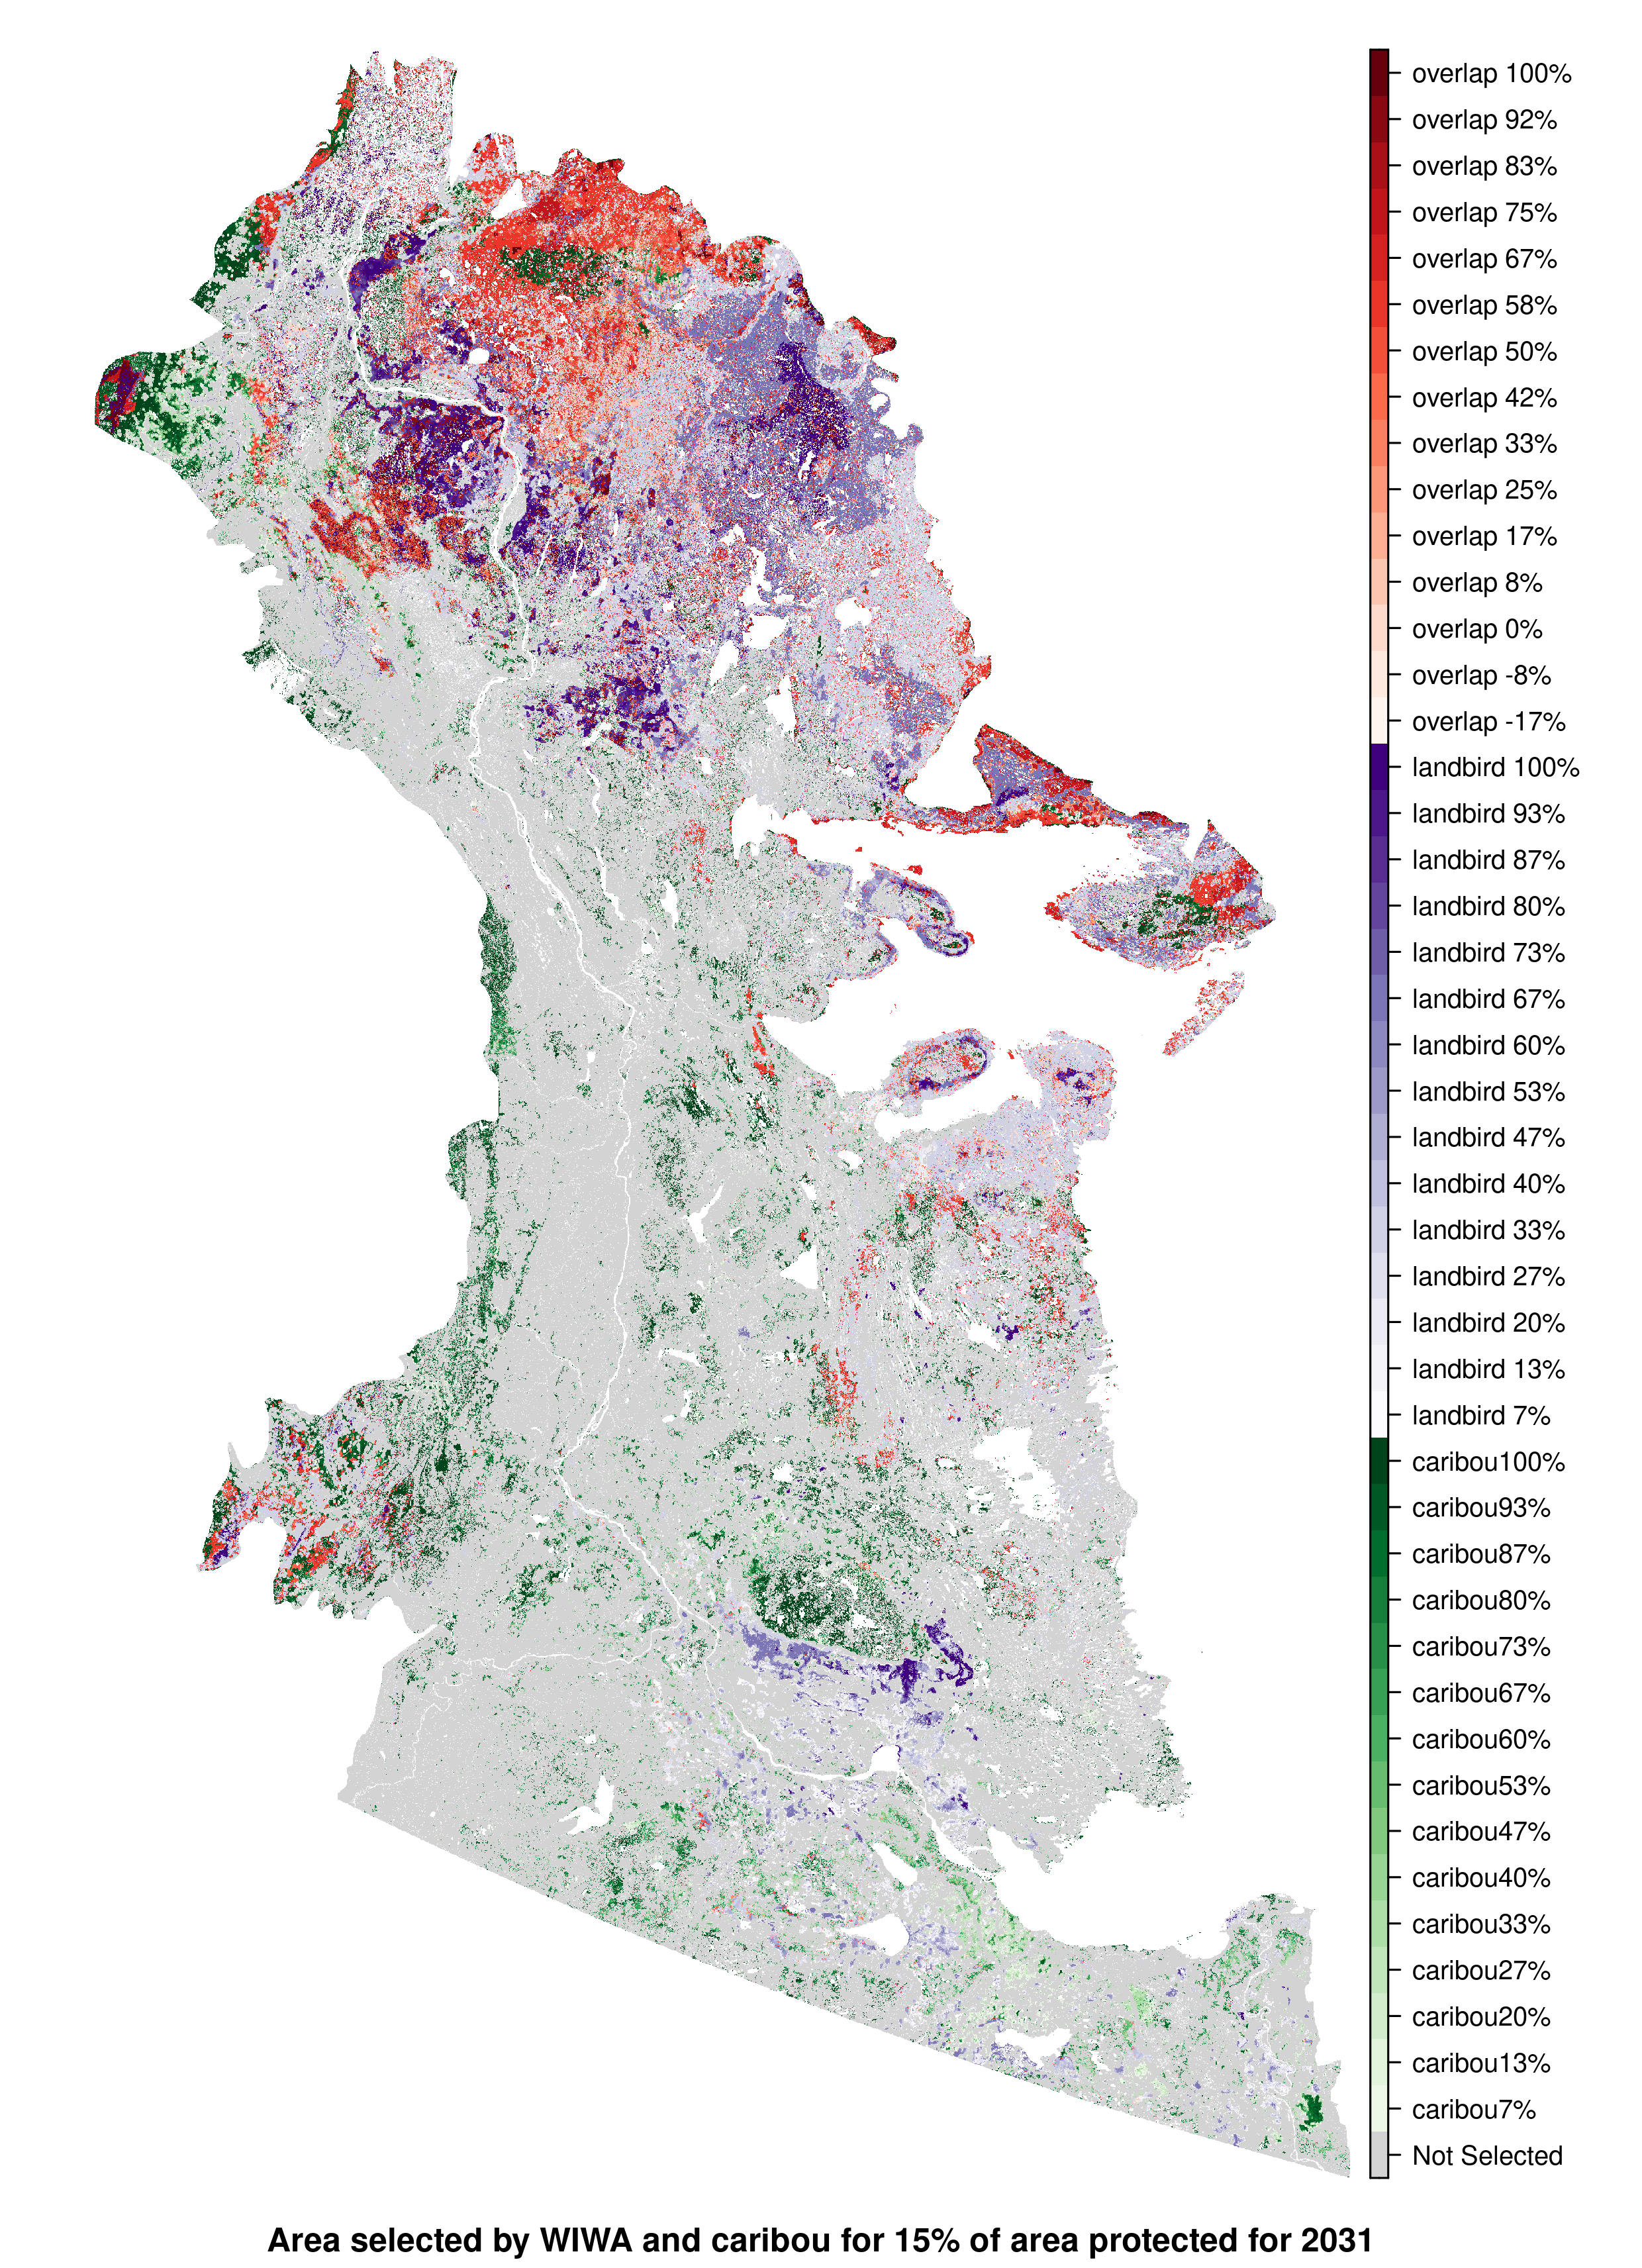 overlap 100%
overlap 92%
overlap 83%
overlap 75%
overlap 67%
overlap 58%
overlap 50%
overlap 42%
overlap 33%
overlap 25%
overlap 17%
overlap 8%
overlap 0%
overlap -8%
overlap -17%
landbird 100%
landbird 93%
landbird 87%
landbird 80%
landbird 73%
landbird 67%
landbird 60%
landbird 53%
landbird 47%
landbird 40%
landbird 33%
landbird 27%
landbird 20%
landbird 13%
landbird 7%
caribou100%
caribou93%
caribou87%
caribou80%
caribou73%
caribou67%
caribou60%
caribou53%
caribou47%
caribou40%
caribou33%
caribou27%
caribou20%
caribou13%
caribou7%
Not Selected
Area selected by WIWA and caribou for 15% of area protected for 2031